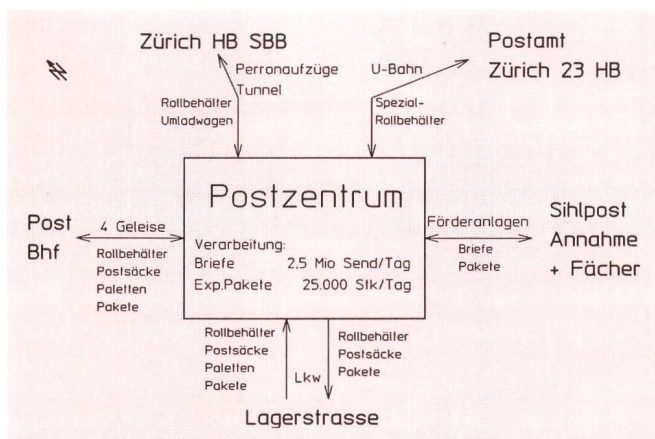 Zürich HB SBB
Perronaufzüge
Tunnel
Rollbehälter
Umladwagen
Postamt
Zürich 23 HB
U-Bahn
Spezial-
Rollbehälter
Postzentrum
Verarbeitung:
Briefe 2,5 Mio Send/Tag
Exp.Pakete 25.000 Stk/Tag
Post
Bhf
4 Geleise
Rollbehälter
Postsäcke
Paletten
Pakete
Förderanlagen
Briefe
Pakete
Sihlpost
Annahme
+ Fächer
Rollbehälter
Postsäcke
Paletten
Pakete
Lkw
Rollbehälter
Postsäcke
Pakete
Lagerstrasse